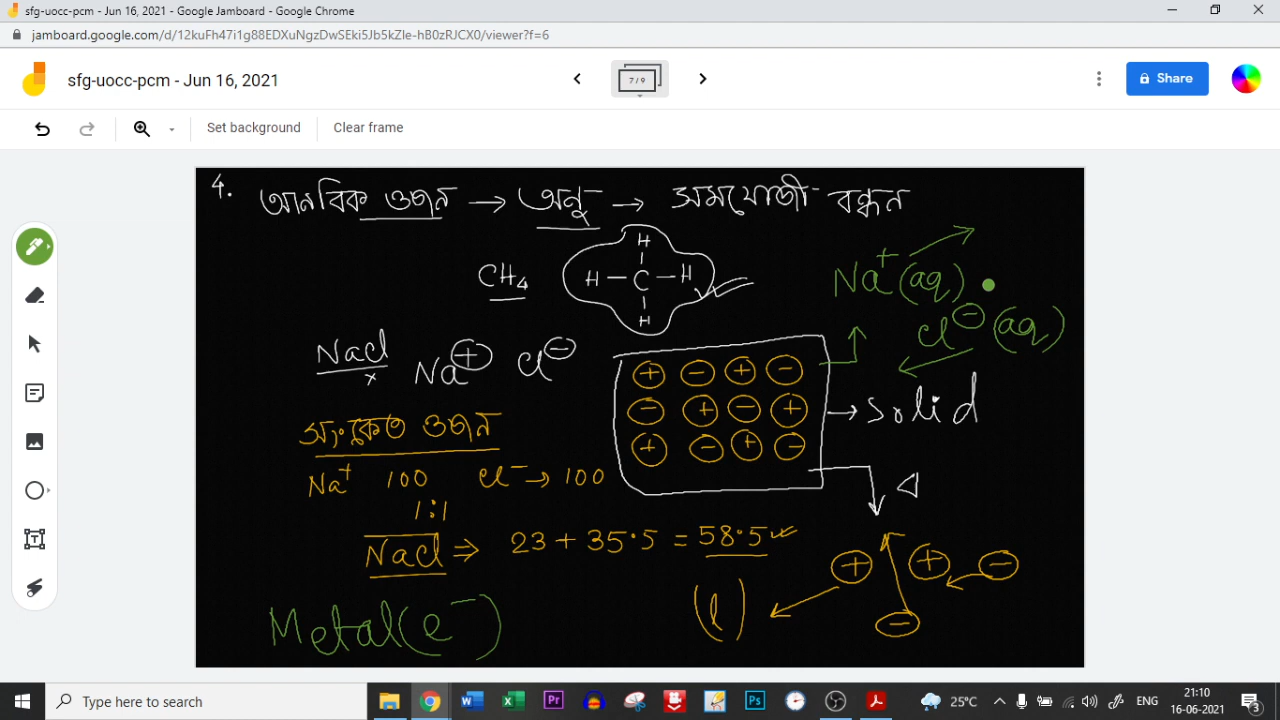 sfg-uocc-pcm - Jun 16, 2021 - Google Jamboard - Google Chrome
jamboard.google.com/d/12kuFh47i1g88EDXuNgzDwSEki5Jb5kZle-hB0zRJCX0/viewer?f=6
sfg-uocc-pcm - Jun 16, 2021
7 / 9
Share
Set background
Clear frame
4. আনবিক ওজন → অনু → সমযোজী বন্ধন
H
CH4 H — C — H
H
Na+ (aq)
Cl− (aq)
NaCl Na+ Cl−
+ − + −
− + − +
+ − + −
→ Solid
সংকেত ওজন
Na+ 100 Cl− → 100
1:1
Δ
NaCl ⇒ 23 + 35.5 = 58.5
+ + −
−
(l)
Metal(e−)
Type here to search
25°C
ENG
21:10
16-06-2021
3